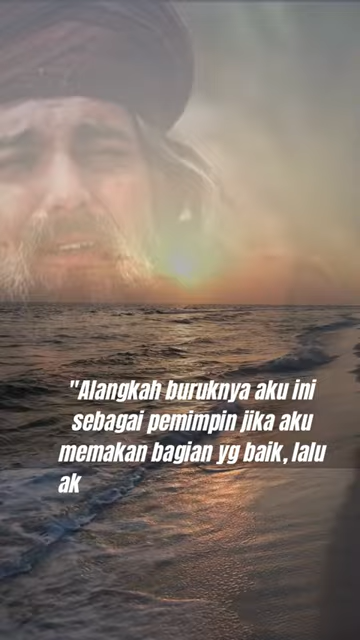 "Alangkah buruknya aku ini
sebagai pemimpin jika aku
memakan bagian yg baik, lalu
ak